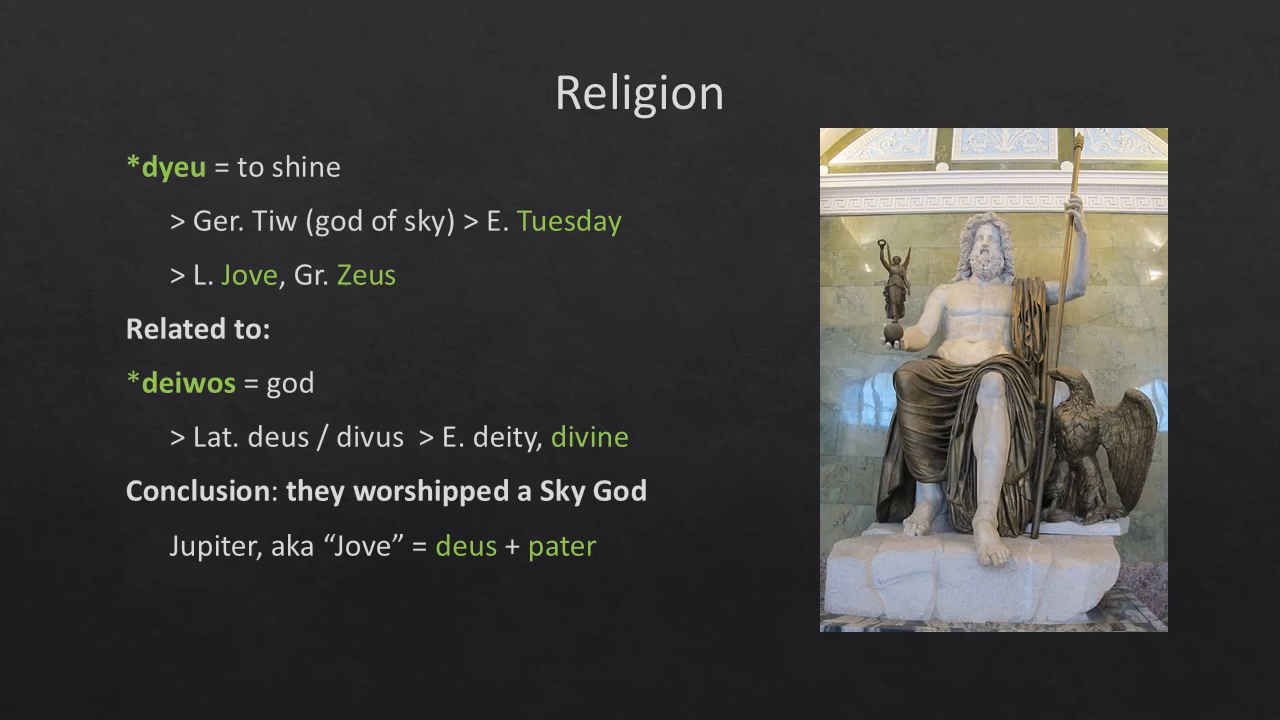 Religion
*dyeu = to shine
> Ger. Tiw (god of sky) > E. Tuesday
> L. Jove, Gr. Zeus
Related to:
*deiwos = god
> Lat. deus / divus > E. deity, divine
Conclusion: they worshipped a Sky God
Jupiter, aka “Jove” = deus + pater